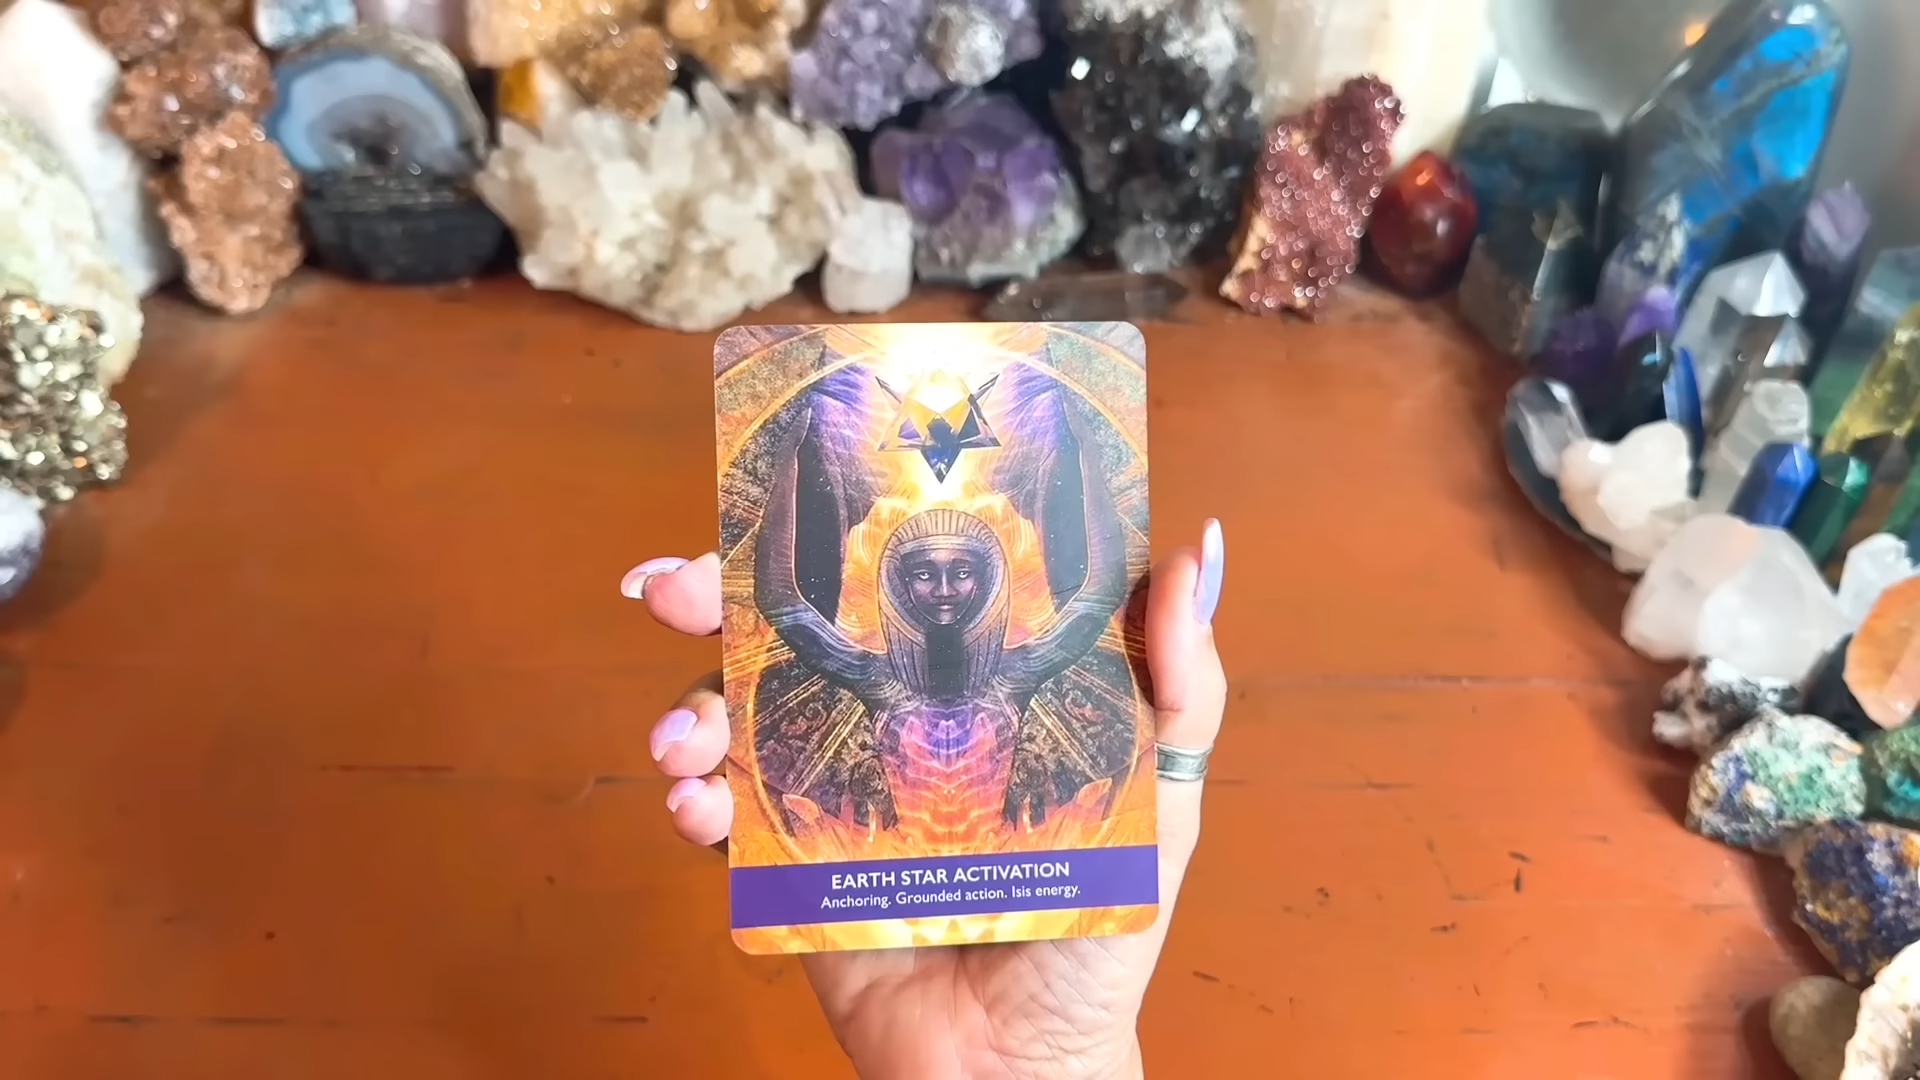 EARTH STAR ACTIVATION
Anchoring. Grounded action. Isis energy.